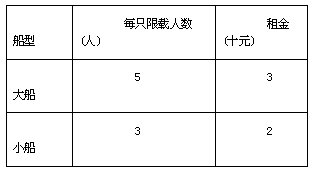 船型 每只限载人数(人) 租金(十元)
大船 5 3
小船 3 2